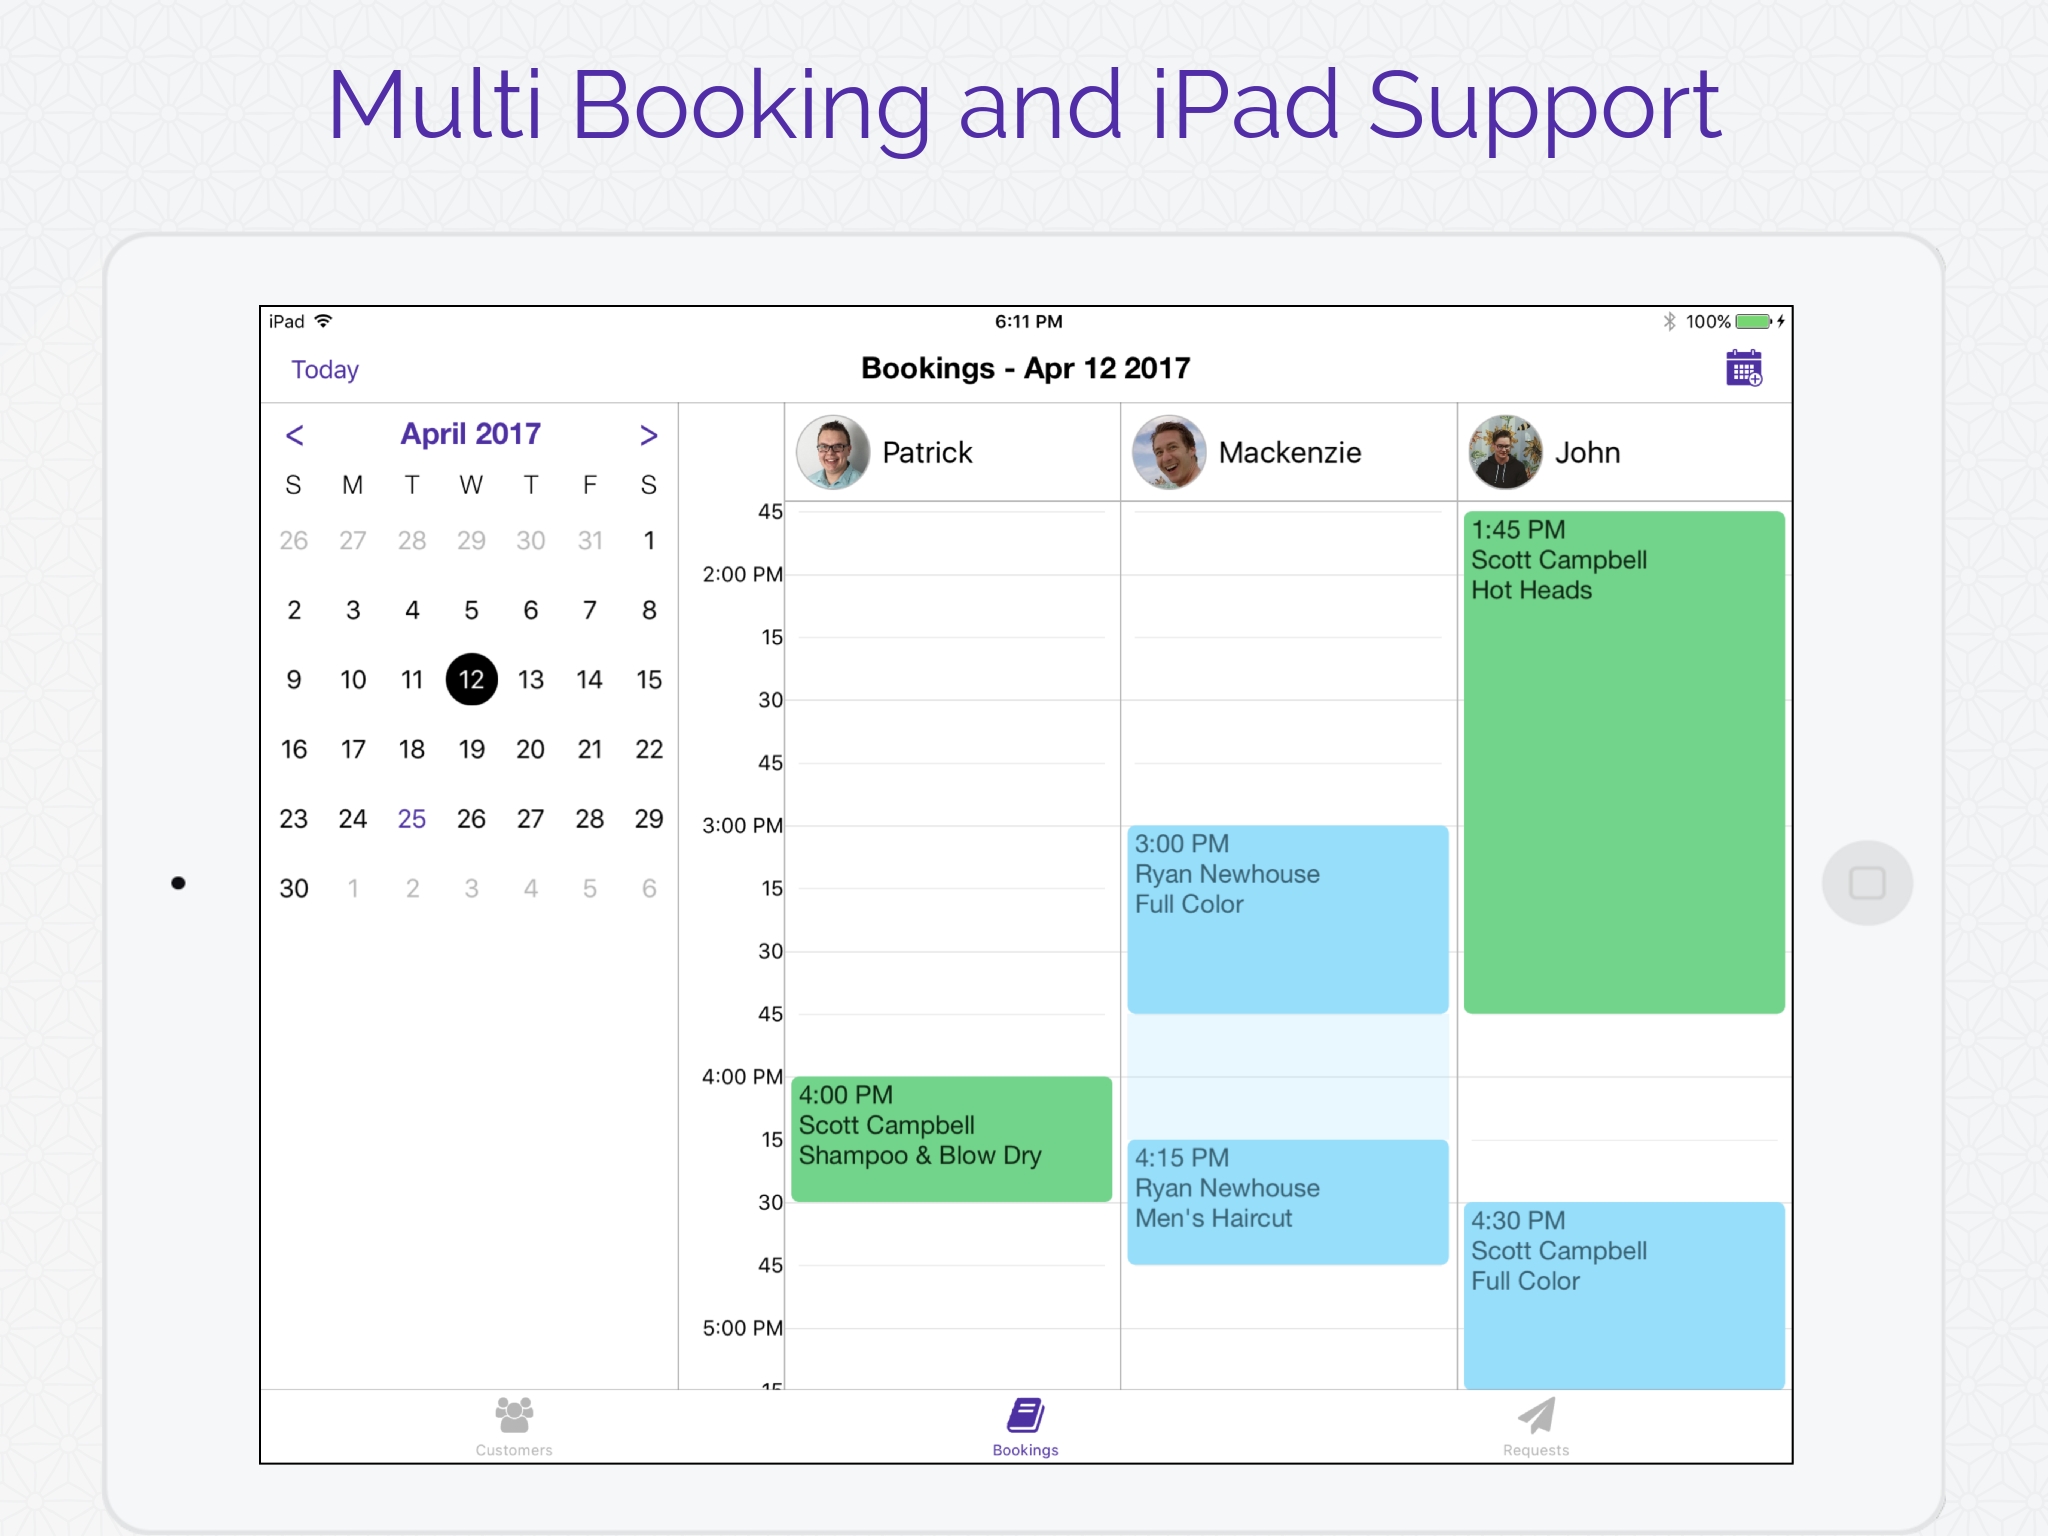 Multi Booking and iPad Support
iPad
6:11 PM
100%
Today
Bookings - Apr 12 2017
< April 2017 >
S M T W T F S
26 27 28 29 30 31 1
2 3 4 5 6 7 8
9 10 11 12 13 14 15
16 17 18 19 20 21 22
23 24 25 26 27 28 29
30 1 2 3 4 5 6
Patrick
Mackenzie
John
45
2:00 PM
15
30
45
3:00 PM
15
30
45
4:00 PM
15
30
45
5:00 PM
15
4:00 PM
Scott Campbell
Shampoo & Blow Dry
3:00 PM
Ryan Newhouse
Full Color
4:15 PM
Ryan Newhouse
Men's Haircut
1:45 PM
Scott Campbell
Hot Heads
4:30 PM
Scott Campbell
Full Color
Customers
Bookings
Requests